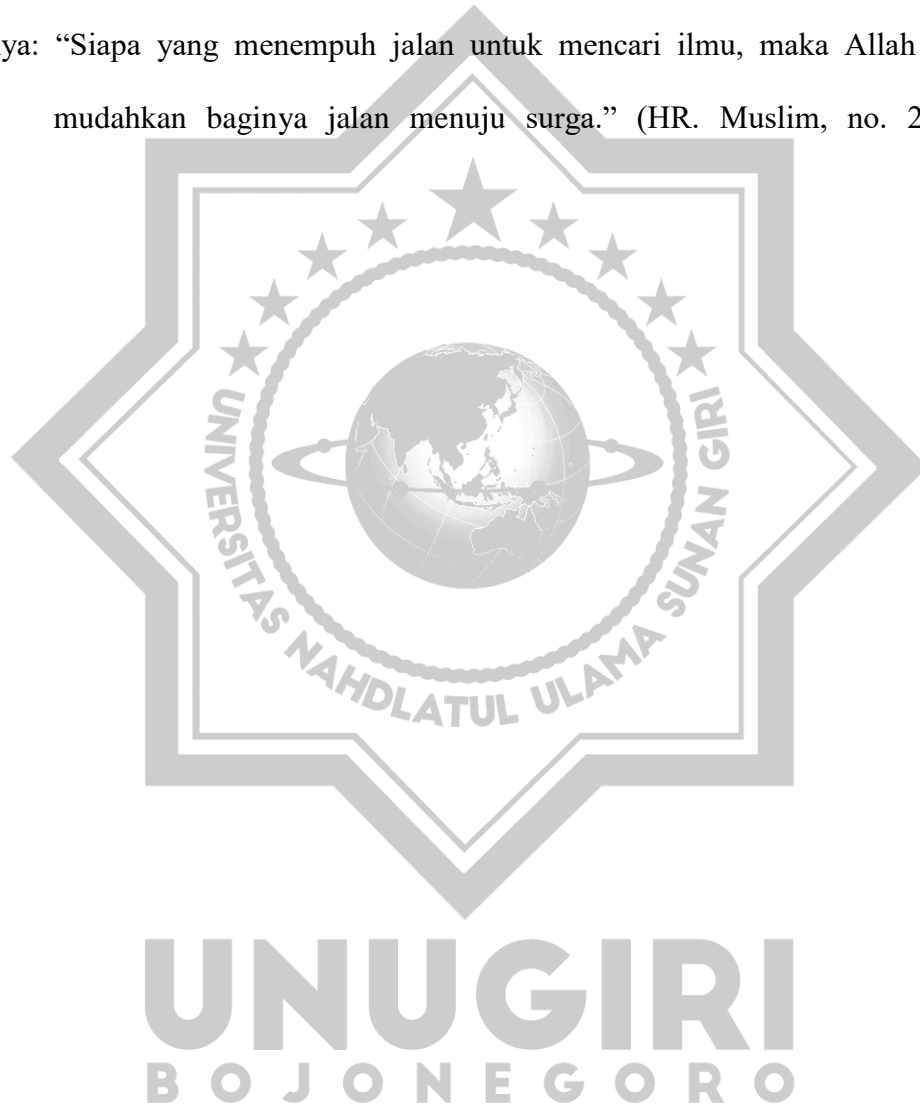 ya: “Siapa yang menempuh jalan untuk mencari ilmu, maka Allah
mudahkan baginya jalan menuju surga.” (HR. Muslim, no. 2
UNIVERSITAS NAHDLATUL ULAMA SUNAN GIRI
UNUGIRI
BOJONEGORO